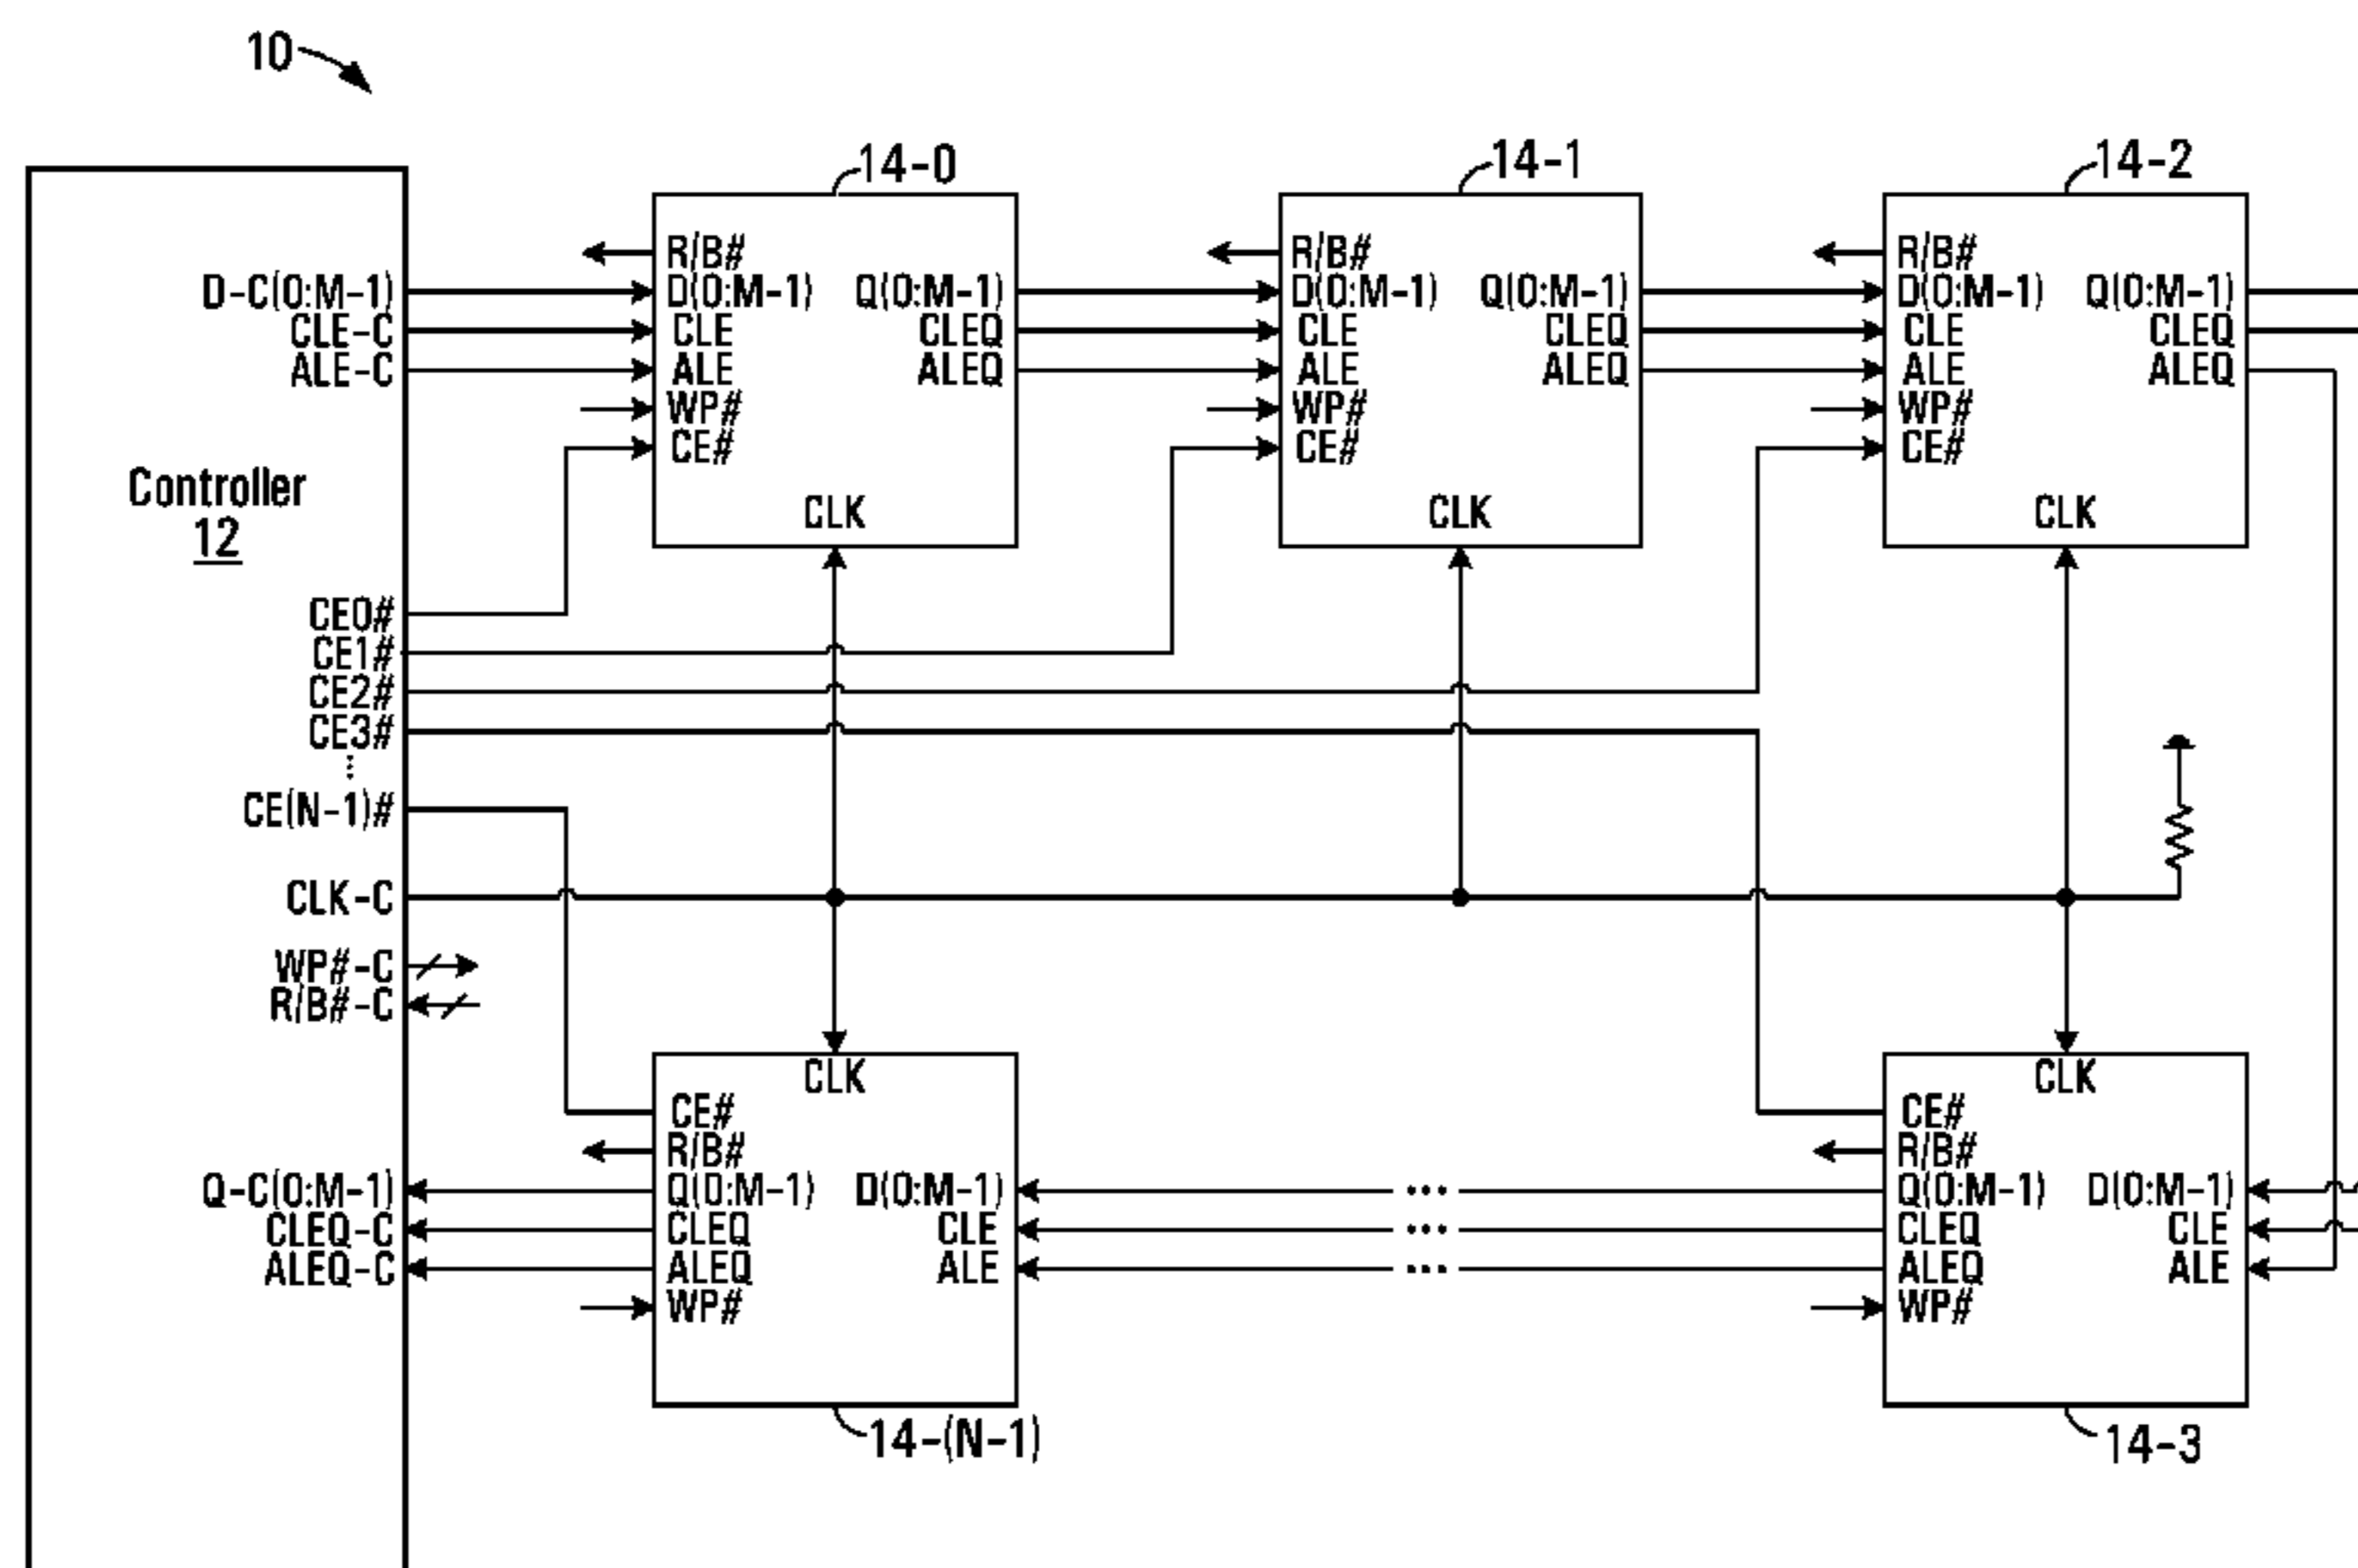 10
14-0
14-1
14-2
D-C(0:M-1)
CLE-C
ALE-C
Controller
12
CE0#
CE1#
CE2#
CE3#
CE(N-1)#
CLK-C
WP#-C
R/B#-C
Q-C(0:M-1)
CLEQ-C
ALEQ-C
R/B#
D(0:M-1) Q(0:M-1)
CLE CLEQ
ALE ALEQ
WP#
CE#
CLK
R/B#
D(0:M-1) Q(0:M-1)
CLE CLEQ
ALE ALEQ
WP#
CE#
CLK
R/B#
D(0:M-1) Q(0:M-1)
CLE CLEQ
ALE ALEQ
WP#
CE#
CLK
CLK
CE#
R/B#
Q(0:M-1) D(0:M-1)
CLEQ CLE
ALEQ ALE
WP#
14-(N-1)
CLK
CE#
R/B#
Q(0:M-1) D(0:M-1)
CLEQ CLE
ALEQ ALE
WP#
14-3